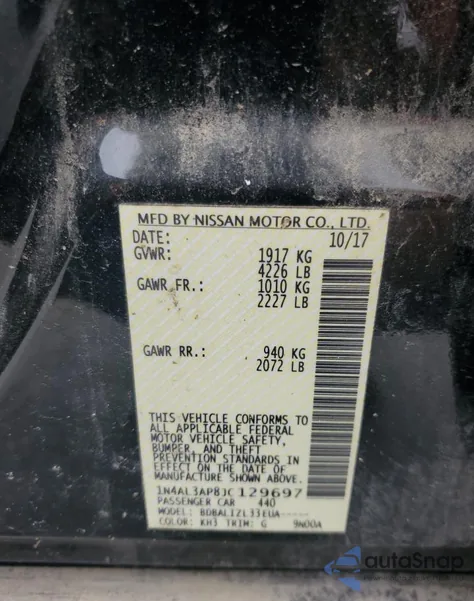 MFD BY NISSAN MOTOR CO., LTD.
DATE: 10/17
GVWR: 1917 KG
4226 LB
GAWR FR.: 1010 KG
2227 LB
GAWR RR.: 940 KG
2072 LB
THIS VEHICLE CONFORMS TO
ALL APPLICABLE FEDERAL
MOTOR VEHICLE SAFETY,
BUMPER, AND THEFT
PREVENTION STANDARDS IN
EFFECT ON THE DATE OF
MANUFACTURE SHOWN ABOVE.
1N4AL3AP8JC129697
PASSENGER CAR 440
MODEL: BDBALIZL33EUA-----
COLOR: KH3 TRIM: G 9N00A
autoSnap